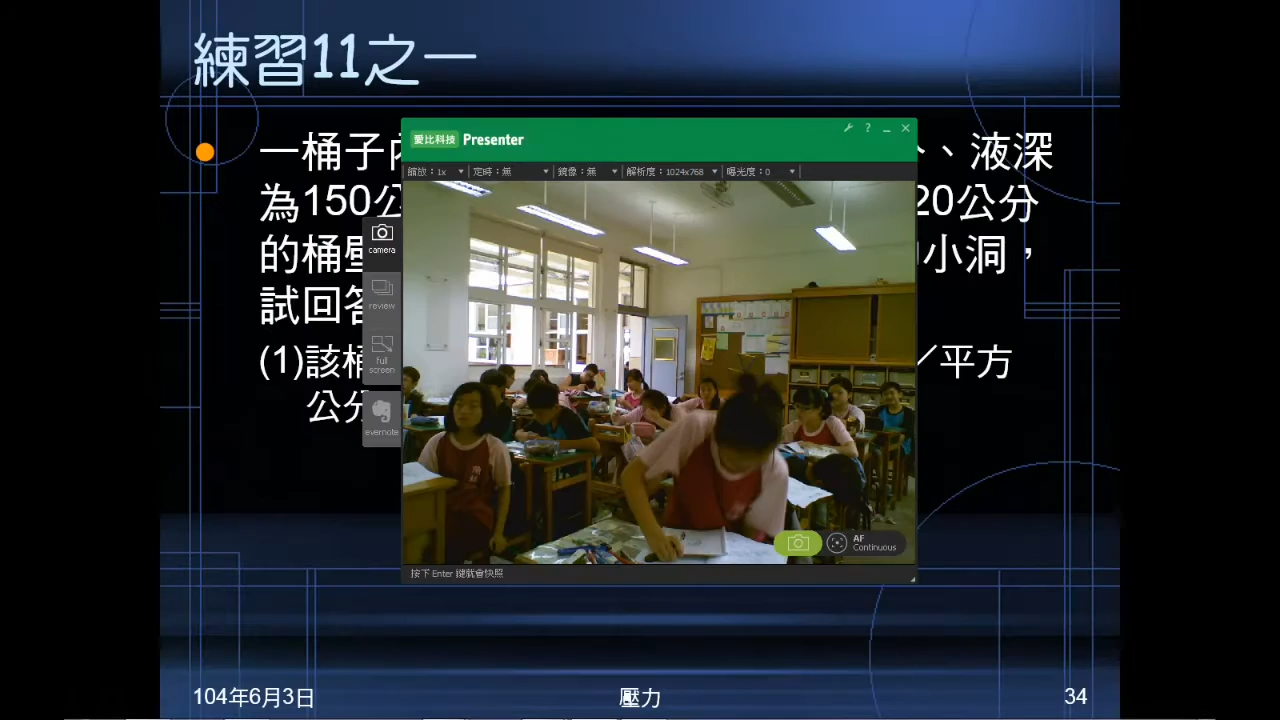 練習11之一
一桶子
、液深
為150公
20公分
的桶
小洞，
試回答
(1)該桶
／平方
公分
愛比科技 Presenter
縮放：1x 定時：無 鏡像：無 解析度：1024x768 曝光度：0
camera
review
full
screen
evernote
AF
Continuous
按下 Enter 鍵就會快照
104年6月3日 壓力 34